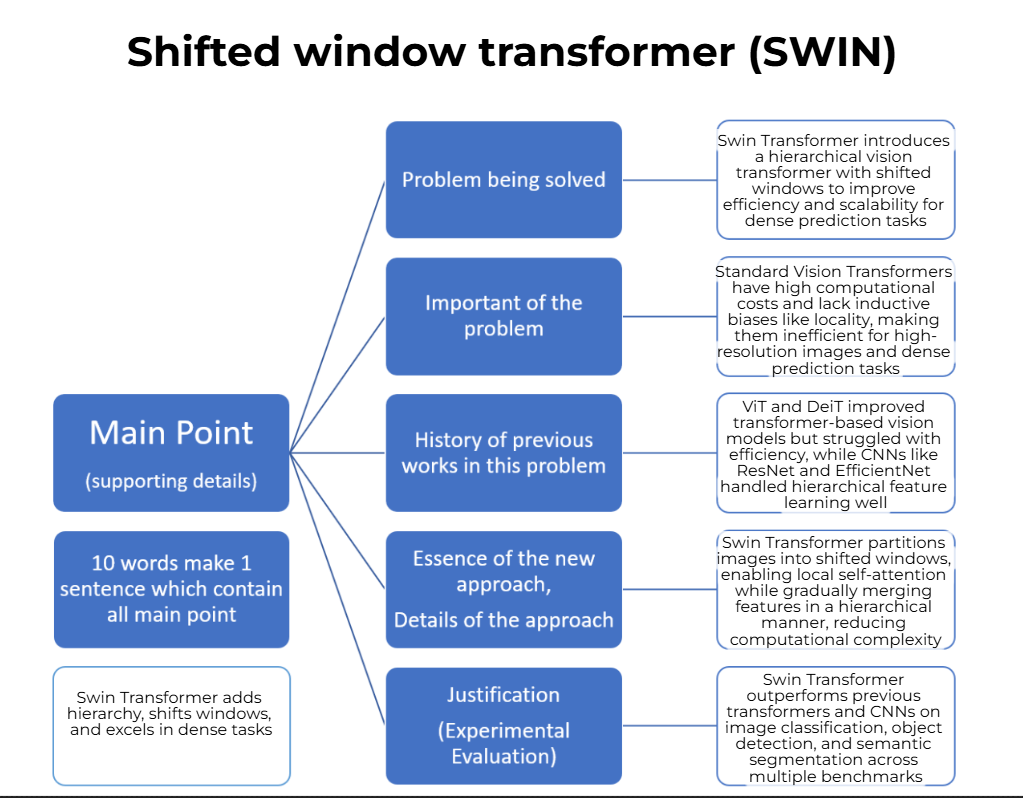 Shifted window transformer (SWIN)
Problem being solved
Swin Transformer introduces
a hierarchical vision
transformer with shifted
windows to improve
efficiency and scalability for
dense prediction tasks
Important of the
problem
Standard Vision Transformers
have high computational
costs and lack inductive
biases like locality, making
them inefficient for high-
resolution images and dense
prediction tasks
Main Point
(supporting details)
History of previous
works in this problem
ViT and DeiT improved
transformer-based vision
models but struggled with
efficiency, while CNNs like
ResNet and EfficientNet
handled hierarchical feature
learning well
10 words make 1
sentence which contain
all main point
Essence of the new
approach,
Details of the approach
Swin Transformer partitions
images into shifted windows,
enabling local self-attention
while gradually merging
features in a hierarchical
manner, reducing
computational complexity
Swin Transformer adds
hierarchy, shifts windows,
and excels in dense tasks
Justification
(Experimental
Evaluation)
Swin Transformer
outperforms previous
transformers and CNNs on
image classification, object
detection, and semantic
segmentation across
multiple benchmarks